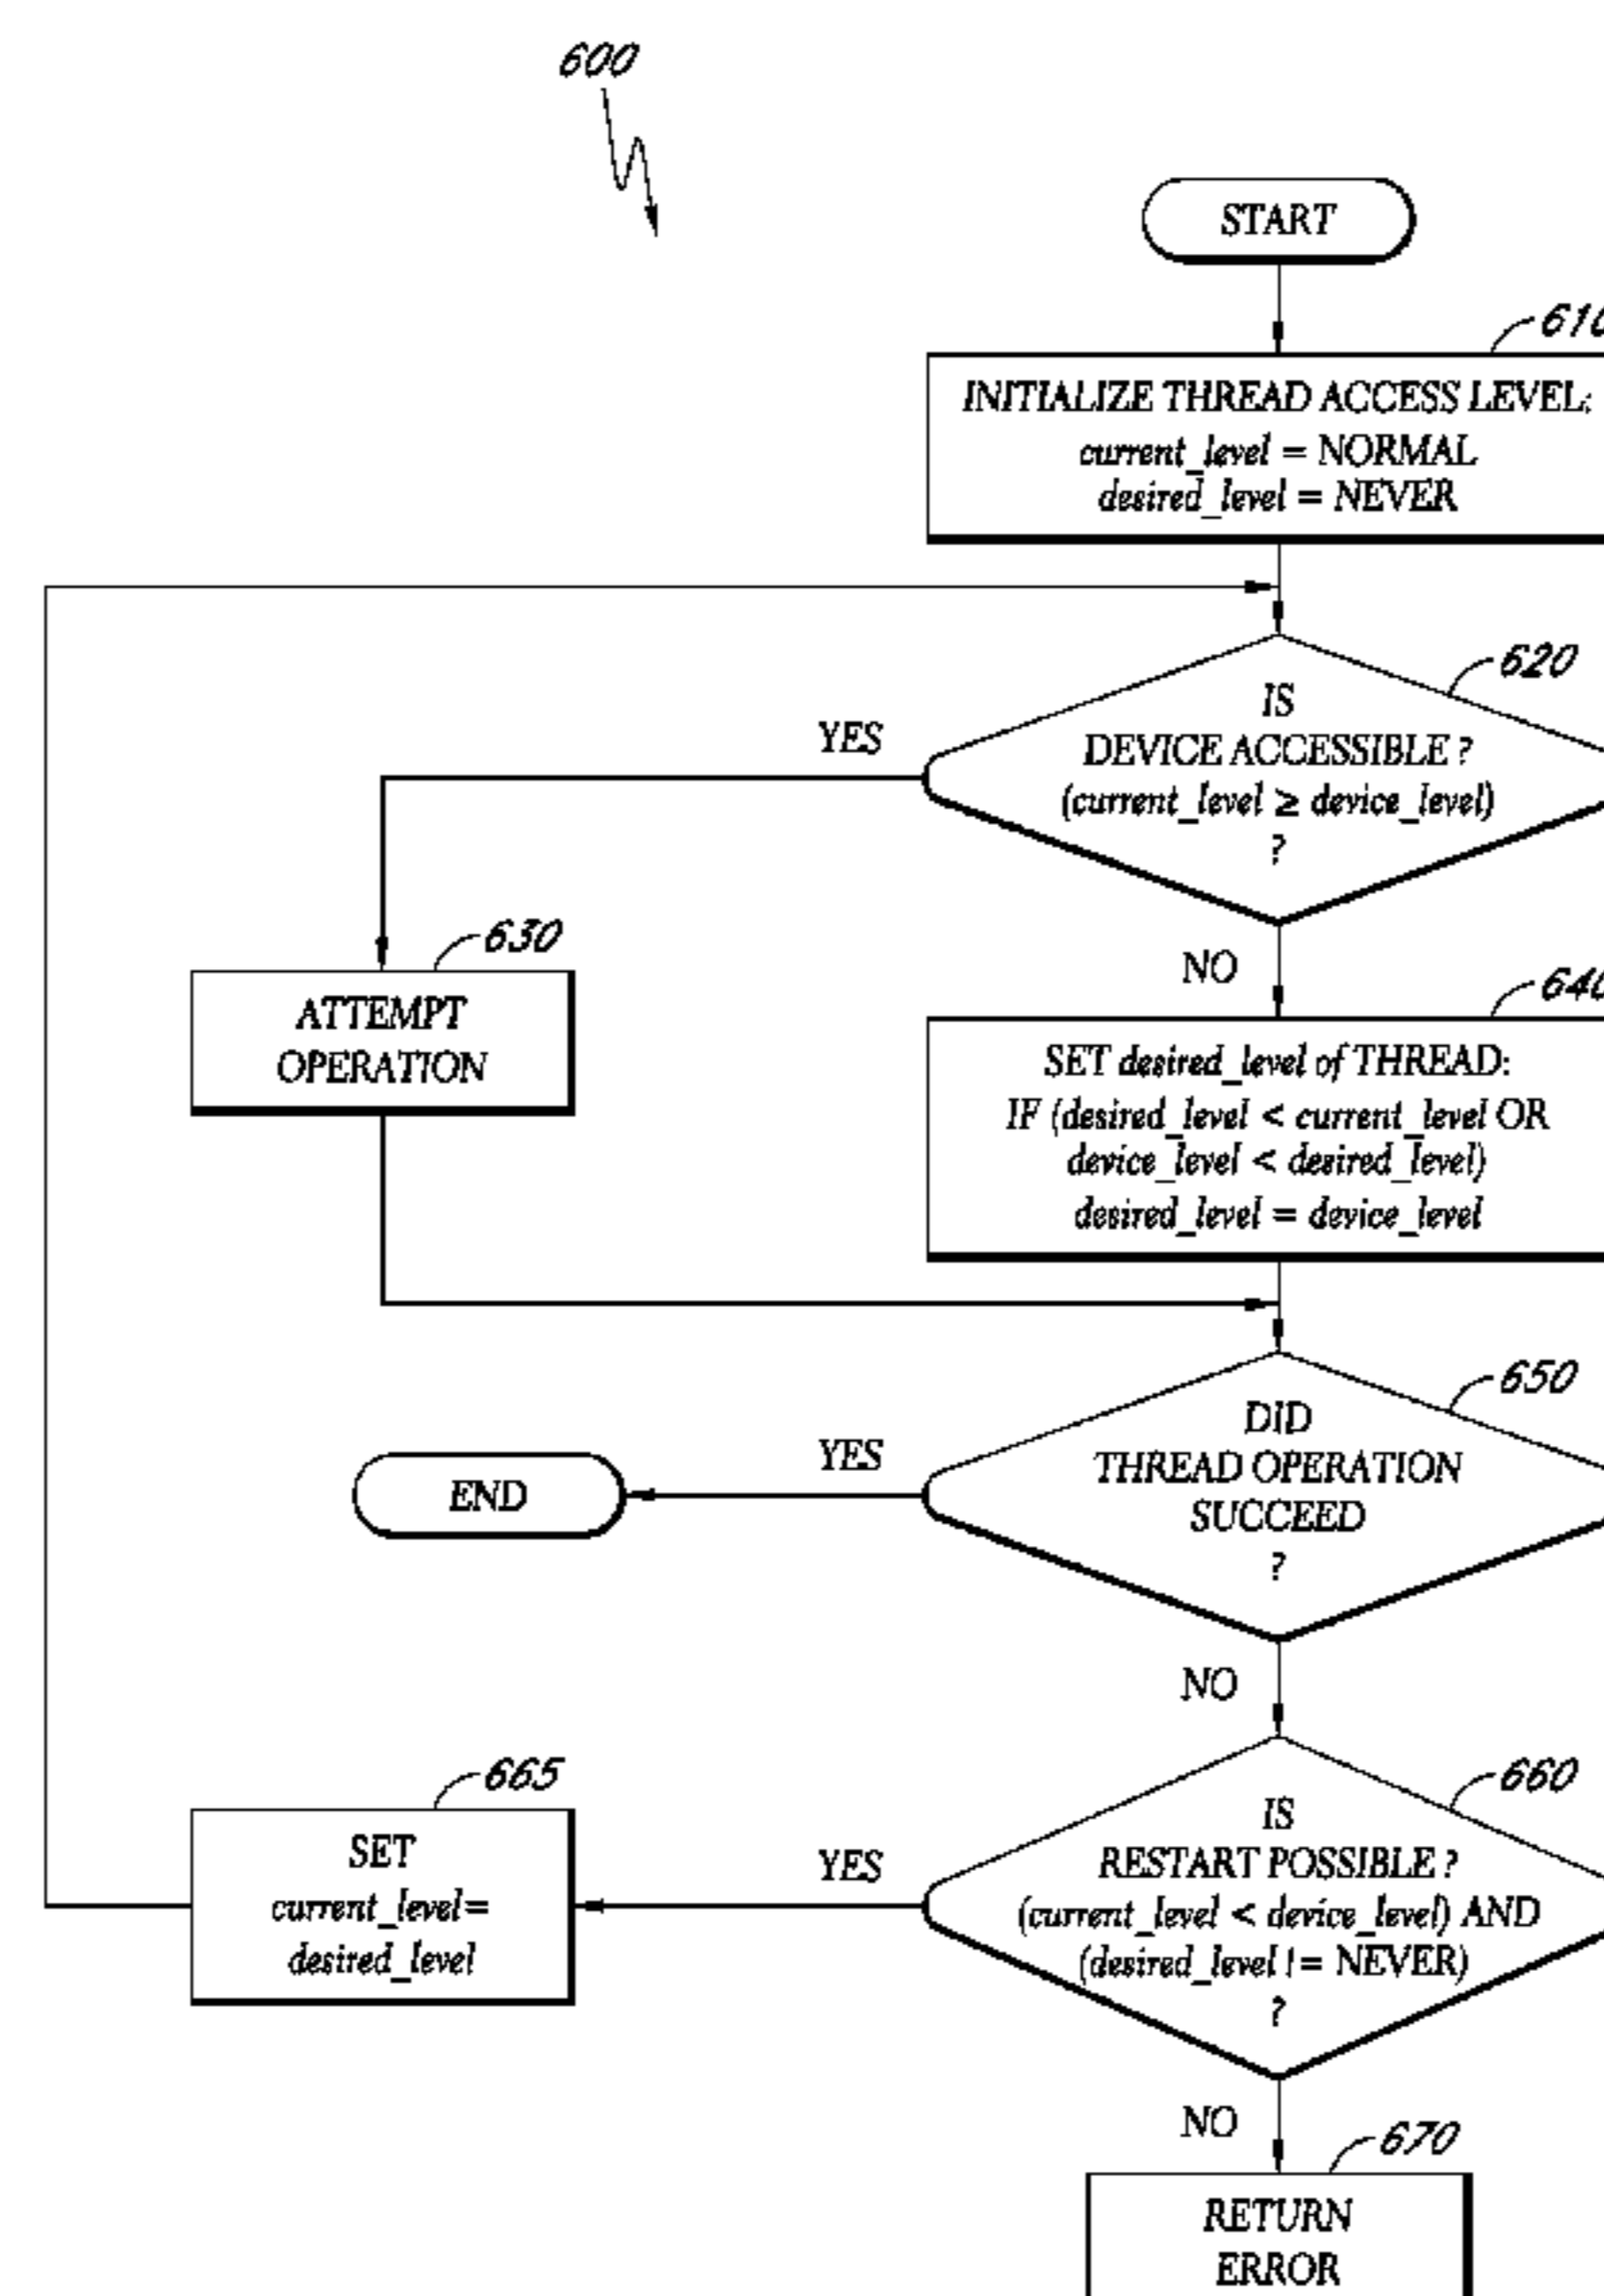 600
START
610
INITIALIZE THREAD ACCESS LEVEL:
current_level = NORMAL
desired_level = NEVER
620
IS
DEVICE ACCESSIBLE ?
(current_level ≥ device_level)
?
YES
NO
630
ATTEMPT
OPERATION
640
SET desired_level of THREAD:
IF (desired_level < current_level OR
device_level < desired_level)
desired_level = device_level
650
DID
THREAD OPERATION
SUCCEED
?
YES
END
NO
660
IS
RESTART POSSIBLE ?
(current_level < device_level) AND
(desired_level != NEVER)
?
YES
665
SET
current_level=
desired_level
NO
670
RETURN
ERROR